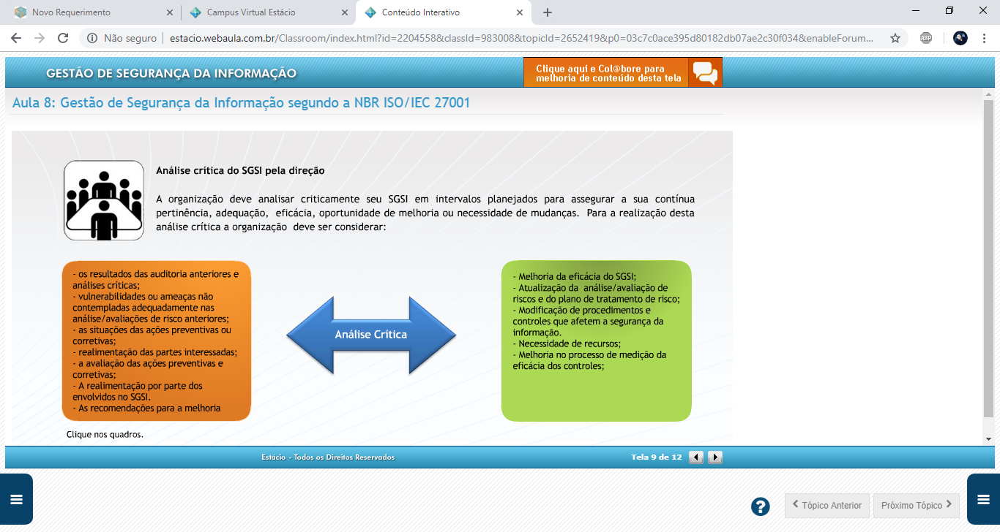 Novo Requerimento
Campus Virtual Estácio
Conteúdo Interativo
Não seguro
estacio.webaula.com.br/Classroom/index.html?id=2204558&classId=983008&topicId=2652419&p0=03c7c0ace395d80182db07ae2c30f034&enableForum...
ABP
GESTÃO DE SEGURANÇA DA INFORMAÇÃO
Clique aqui e Col@bore para
melhoria de conteúdo desta tela
Aula 8: Gestão de Segurança da Informação segundo a NBR ISO/IEC 27001
Análise crítica do SGSI pela direção
A organização deve analisar criticamente seu SGSI em intervalos planejados para assegurar a sua contínua
pertinência, adequação, eficácia, oportunidade de melhoria ou necessidade de mudanças. Para a realização desta
análise crítica a organização deve ser considerar:
- os resultados das auditoria anteriores e
análises críticas;
- vulnerabilidades ou ameaças não
contempladas adequadamente nas
análise/avaliações de risco anteriores;
- as situações das ações preventivas ou
corretivas;
- realimentação das partes interessadas;
- a avaliação das ações preventivas e
corretivas;
- A realimentação por parte dos
envolvidos no SGSI.
- As recomendações para a melhoria
Análise Crítica
- Melhoria da eficácia do SGSI;
- Atualização da análise/avaliação de
riscos e do plano de tratamento de risco;
- Modificação de procedimentos e
controles que afetem a segurança da
informação.
- Necessidade de recursos;
- Melhoria no processo de medição da
eficácia dos controles;
Clique nos quadros.
Estácio - Todos os Direitos Reservados
Tela 9 de 12
?
Tópico Anterior
Próximo Tópico